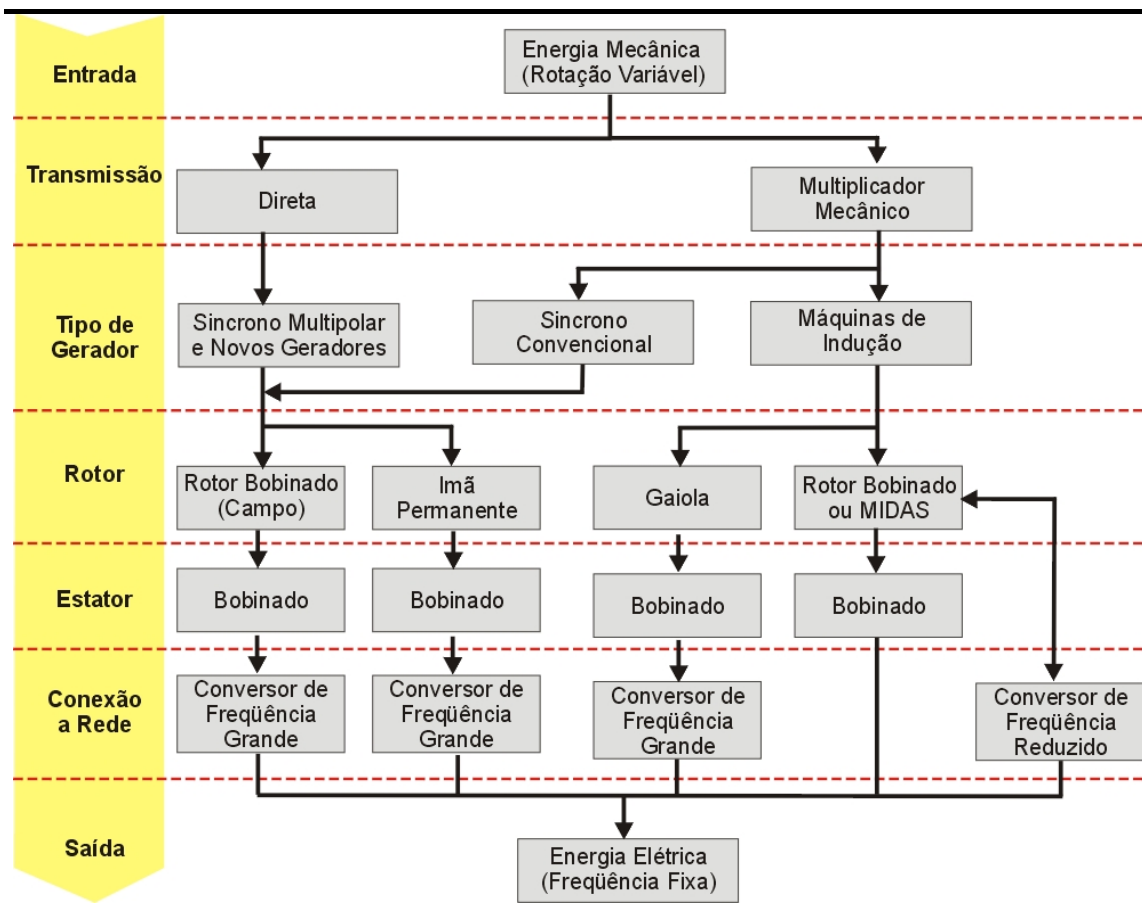 Entrada
Energia Mecânica
(Rotação Variável)
Transmissão
Direta
Multiplicador
Mecânico
Tipo de
Gerador
Sincrono Multipolar
e Novos Geradores
Sincrono
Convencional
Máquinas de
Indução
Rotor
Rotor Bobinado
(Campo)
Imã
Permanente
Gaiola
Rotor Bobinado
ou MIDAS
Estator
Bobinado
Bobinado
Bobinado
Bobinado
Conexão
a Rede
Conversor de
Freqüência
Grande
Conversor de
Freqüência
Grande
Conversor de
Freqüência
Grande
Conversor de
Freqüência
Reduzido
Saída
Energia Elétrica
(Freqüência Fixa)